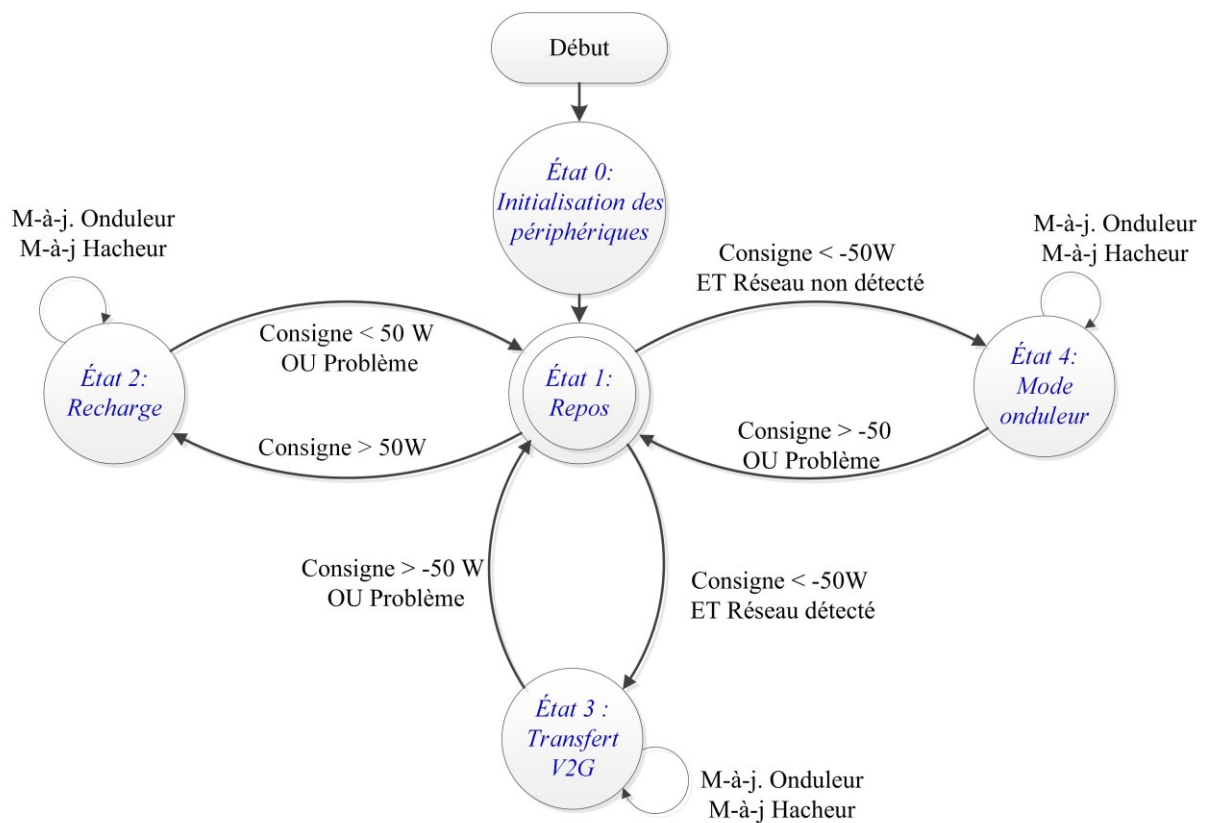 Début
État 0:
Initialisation des
périphériques
M-à-j. Onduleur
M-à-j Hacheur
Consigne < -50W
ET Réseau non détecté
M-à-j. Onduleur
M-à-j Hacheur
Consigne < 50 W
OU Problème
État 2:
Recharge
État 1:
Repos
État 4:
Mode
onduleur
Consigne > 50W
Consigne > -50
OU Problème
Consigne > -50 W
OU Problème
Consigne < -50W
ET Réseau détecté
État 3 :
Transfert
V2G
M-à-j. Onduleur
M-à-j Hacheur